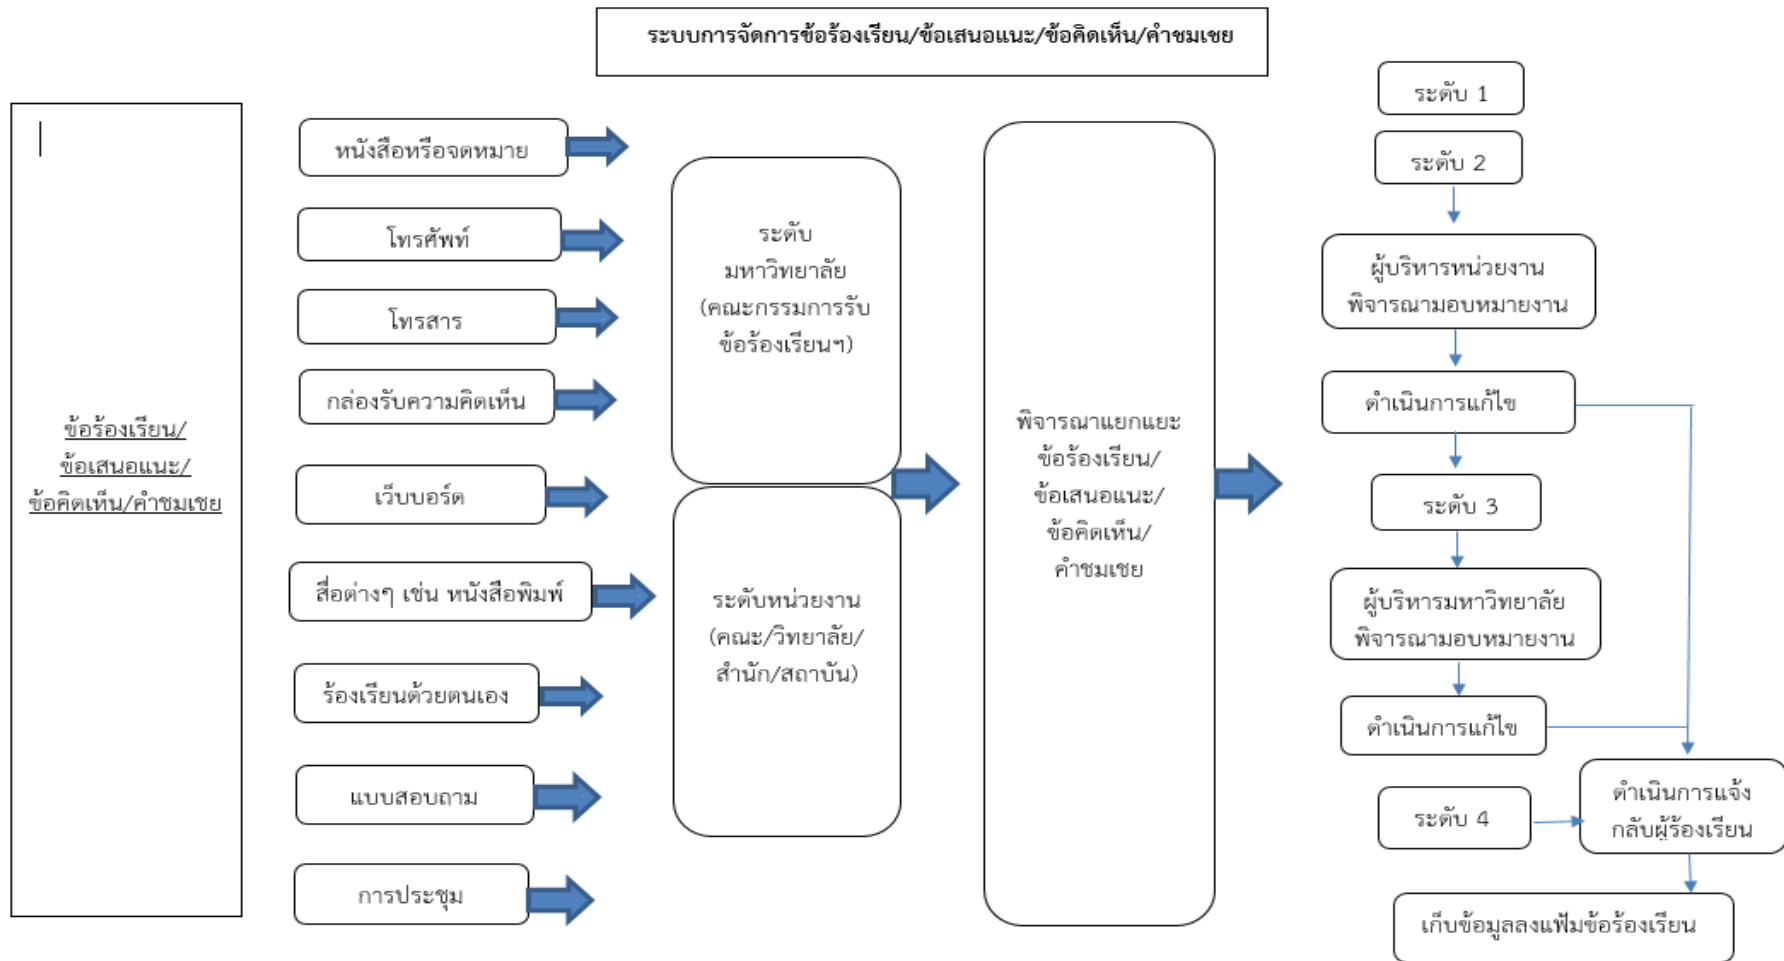 ระบบการจัดการข้อร้องเรียน/ข้อเสนอแนะ/ข้อคิดเห็น/คำชมเชย
ข้อร้องเรียน/
ข้อเสนอแนะ/
ข้อคิดเห็น/คำชมเชย
หนังสือหรือจดหมาย
โทรศัพท์
โทรสาร
กล่องรับความคิดเห็น
เว็บบอร์ด
สื่อต่างๆ เช่น หนังสือพิมพ์
ร้องเรียนด้วยตนเอง
แบบสอบถาม
การประชุม
ระดับ
มหาวิทยาลัย
(คณะกรรมการรับ
ข้อร้องเรียนฯ)
ระดับหน่วยงาน
(คณะ/วิทยาลัย/
สำนัก/สถาบัน)
พิจารณาแยกแยะ
ข้อร้องเรียน/
ข้อเสนอแนะ/
ข้อคิดเห็น/
คำชมเชย
ระดับ 1
ระดับ 2
ผู้บริหารหน่วยงาน
พิจารณามอบหมายงาน
ดำเนินการแก้ไข
ระดับ 3
ผู้บริหารมหาวิทยาลัย
พิจารณามอบหมายงาน
ดำเนินการแก้ไข
ระดับ 4
ดำเนินการแจ้ง
กลับผู้ร้องเรียน
เก็บข้อมูลลงแฟ้มข้อร้องเรียน